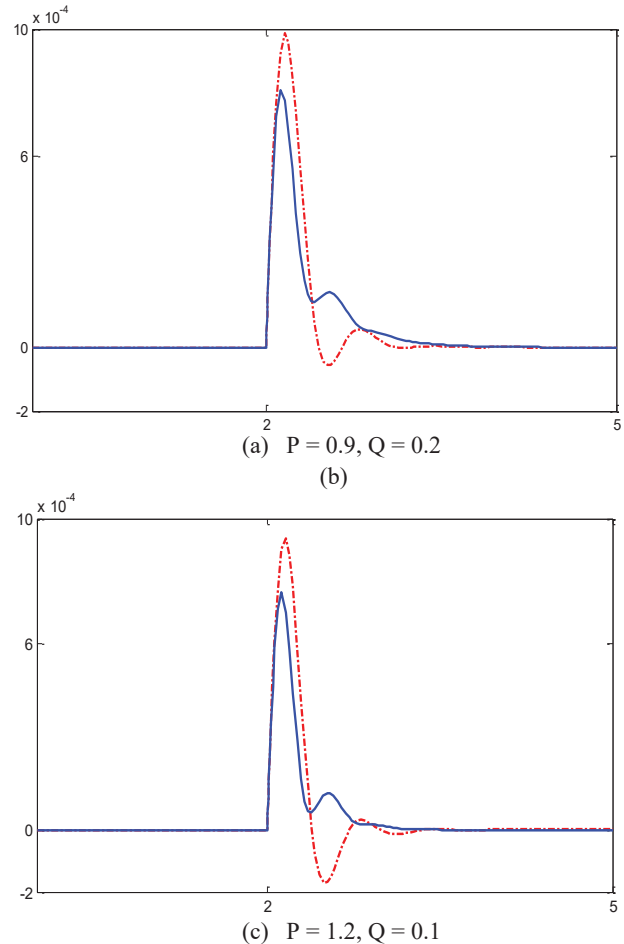 x 10^-4
10
6
0
-2
2
5
(a) P = 0.9, Q = 0.2
(b)
x 10^-4
10
6
0
-2
2
5
(c) P = 1.2, Q = 0.1